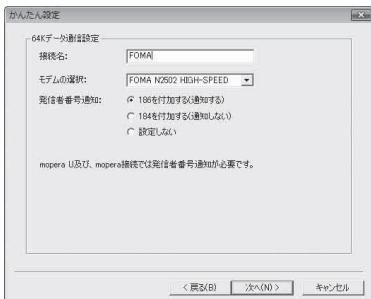 かんたん設定
64Kデータ通信設定
接続名: FOMA
モデムの選択: FOMA N2502 HIGH-SPEED
発信者番号通知: 186を付加する(通知する)
184を付加する(通知しない)
設定しない
mopera U及び、mopera接続では発信者番号通知が必要です。
< 戻る(B) 次へ(N) > キャンセル